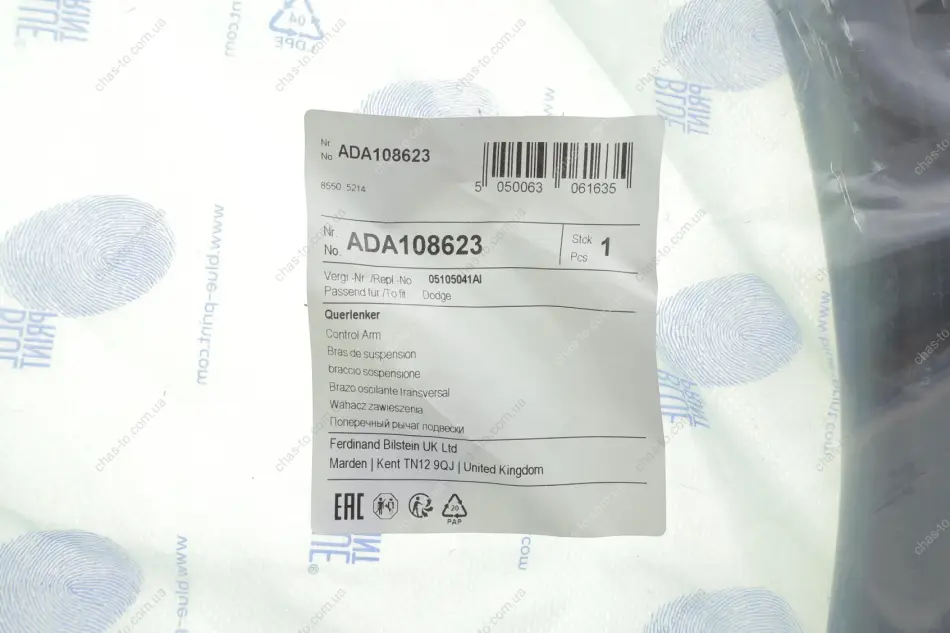 Nr.
No. ADA108623
5 050063 061635
8550 5214
Nr.
No. ADA108623
Stck
Pcs 1
Vergl.-Nr./Repl.-No 05105041AI
Passend für/To fit Dodge
Querlenker
Control Arm
Bras de suspension
braccio sospensione
Brazo oscilante transversal
Wahacz zawieszenia
Поперечный рычаг подвески
Ferdinand Bilstein UK Ltd
Marden | Kent TN12 9QJ | United Kingdom
EAC
20
PAP
04
LDPE
BLUE PRINT
www.blue-print.com
chas-to.com.ua